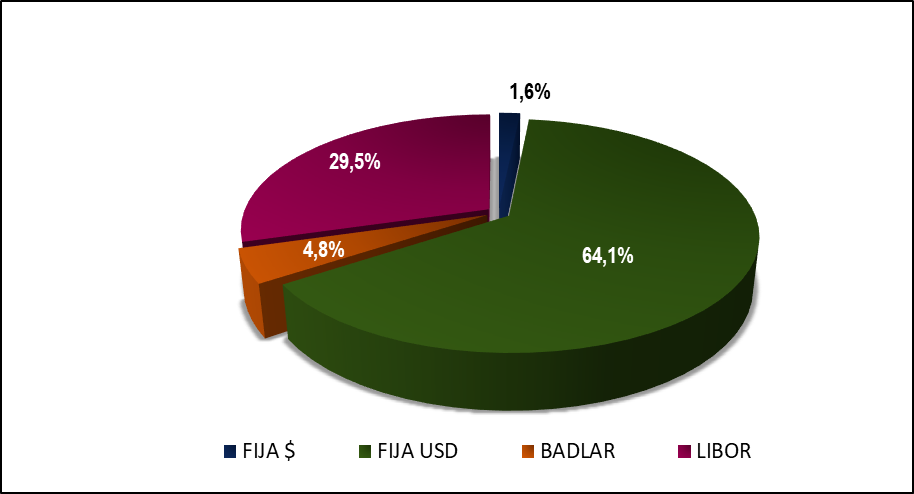 1,6%
29,5%
4,8%
64,1%
FIJA $ FIJA USD BADLAR LIBOR